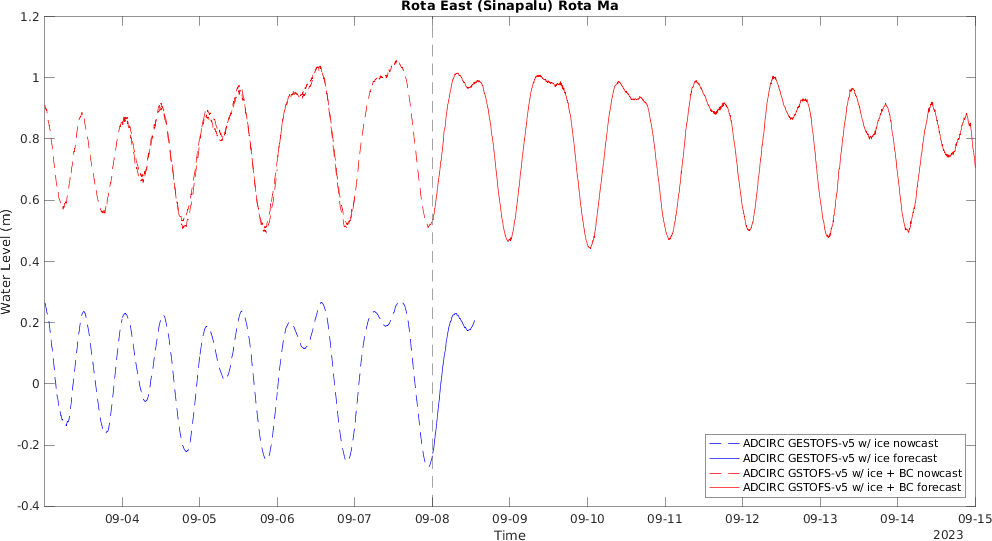 Rota East (Sinapalu) Rota Ma
1.2
1
0.8
0.6
0.4
0.2
0
-0.2
-0.4
Water Level (m)
ADCIRC GESTOFS-v5 w/ ice nowcast
ADCIRC GESTOFS-v5 w/ ice forecast
ADCIRC GSTOFS-v5 w/ ice + BC nowcast
ADCIRC GSTOFS-v5 w/ ice + BC forecast
09-04 09-05 09-06 09-07 09-08 09-09 09-10 09-11 09-12 09-13 09-14 09-15
Time
2023